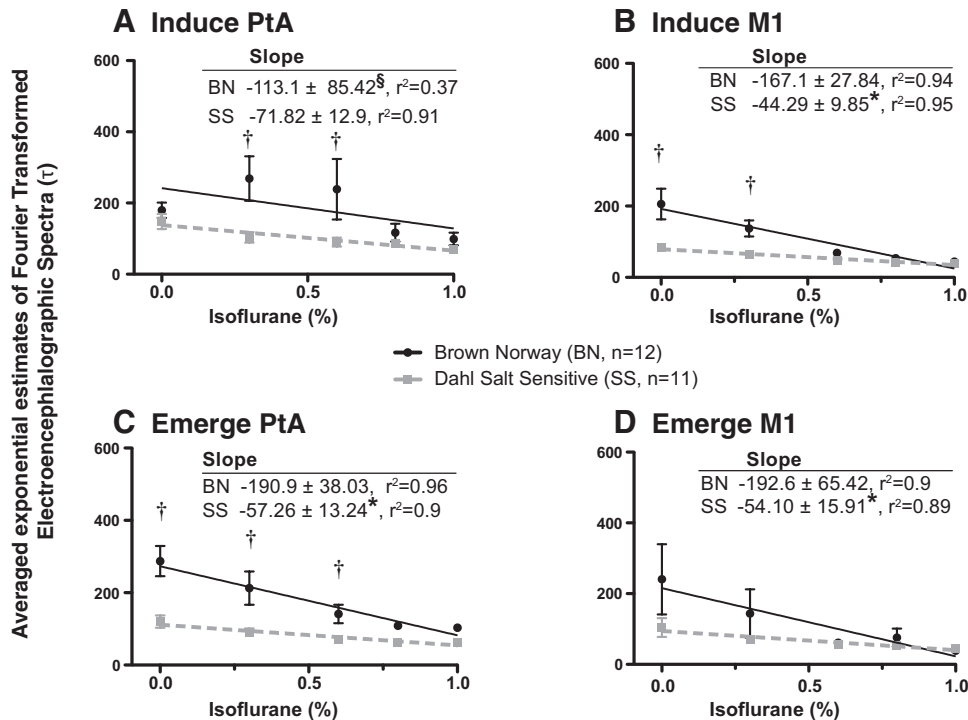 Averaged exponential estimates of Fourier Transformed
Electroencephlalographic Spectra (τ)
A Induce PtA
Slope
BN -113.1 ± 85.42§, r²=0.37
SS -71.82 ± 12.9, r²=0.91
† †
600
400
200
0
0.0 0.5 1.0
Isoflurane (%)
B Induce M1
Slope
BN -167.1 ± 27.84, r²=0.94
SS -44.29 ± 9.85*, r²=0.95
† †
600
400
200
0
0.0 0.5 1.0
Isoflurane (%)
Brown Norway (BN, n=12)
Dahl Salt Sensitive (SS, n=11)
C Emerge PtA
Slope
BN -190.9 ± 38.03, r²=0.96
SS -57.26 ± 13.24*, r²=0.9
† † †
600
400
200
0
0.0 0.5 1.0
Isoflurane (%)
D Emerge M1
Slope
BN -192.6 ± 65.42, r²=0.9
SS -54.10 ± 15.91*, r²=0.89
600
400
200
0
0.0 0.5 1.0
Isoflurane (%)